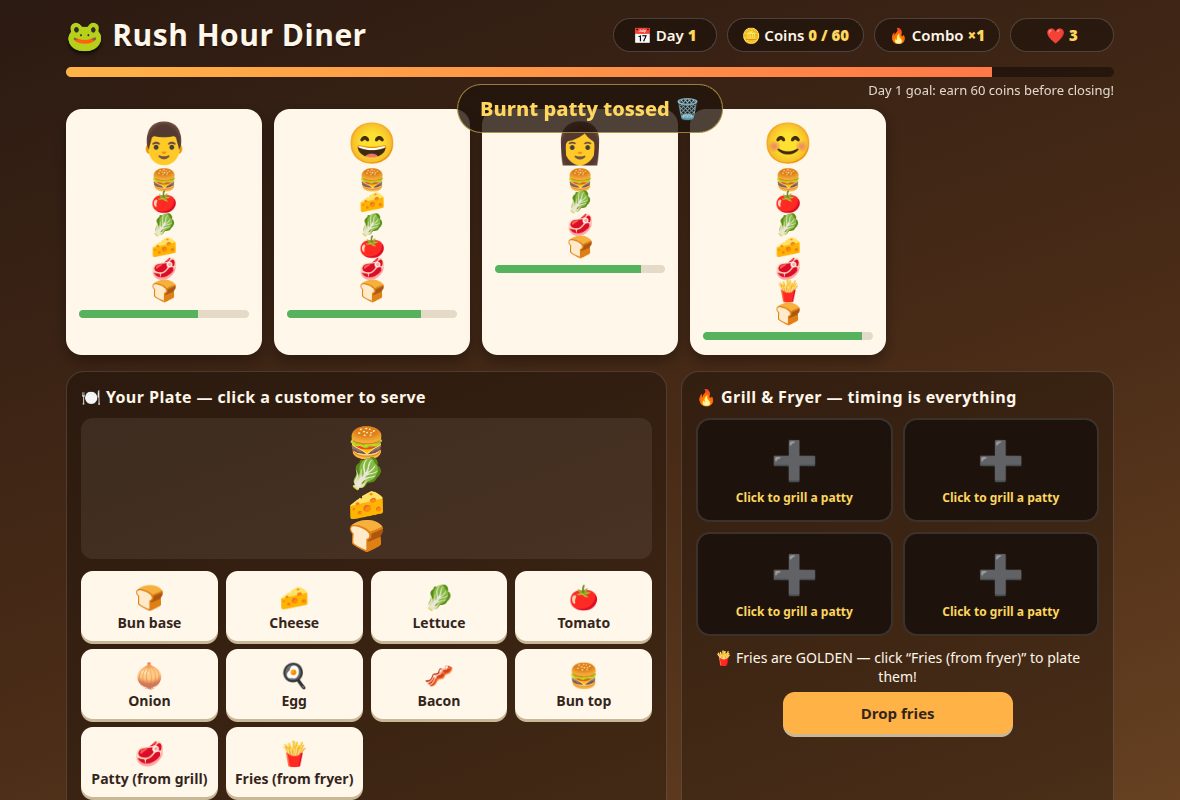 Rush Hour Diner
Day 1
Coins 0 / 60
Combo ×1
3
Day 1 goal: earn 60 coins before closing!
Burnt patty tossed
Your Plate — click a customer to serve
Bun base
Cheese
Lettuce
Tomato
Onion
Egg
Bacon
Bun top
Patty (from grill)
Fries (from fryer)
Grill & Fryer — timing is everything
Click to grill a patty
Click to grill a patty
Click to grill a patty
Click to grill a patty
Fries are GOLDEN — click “Fries (from fryer)” to plate
them!
Drop fries